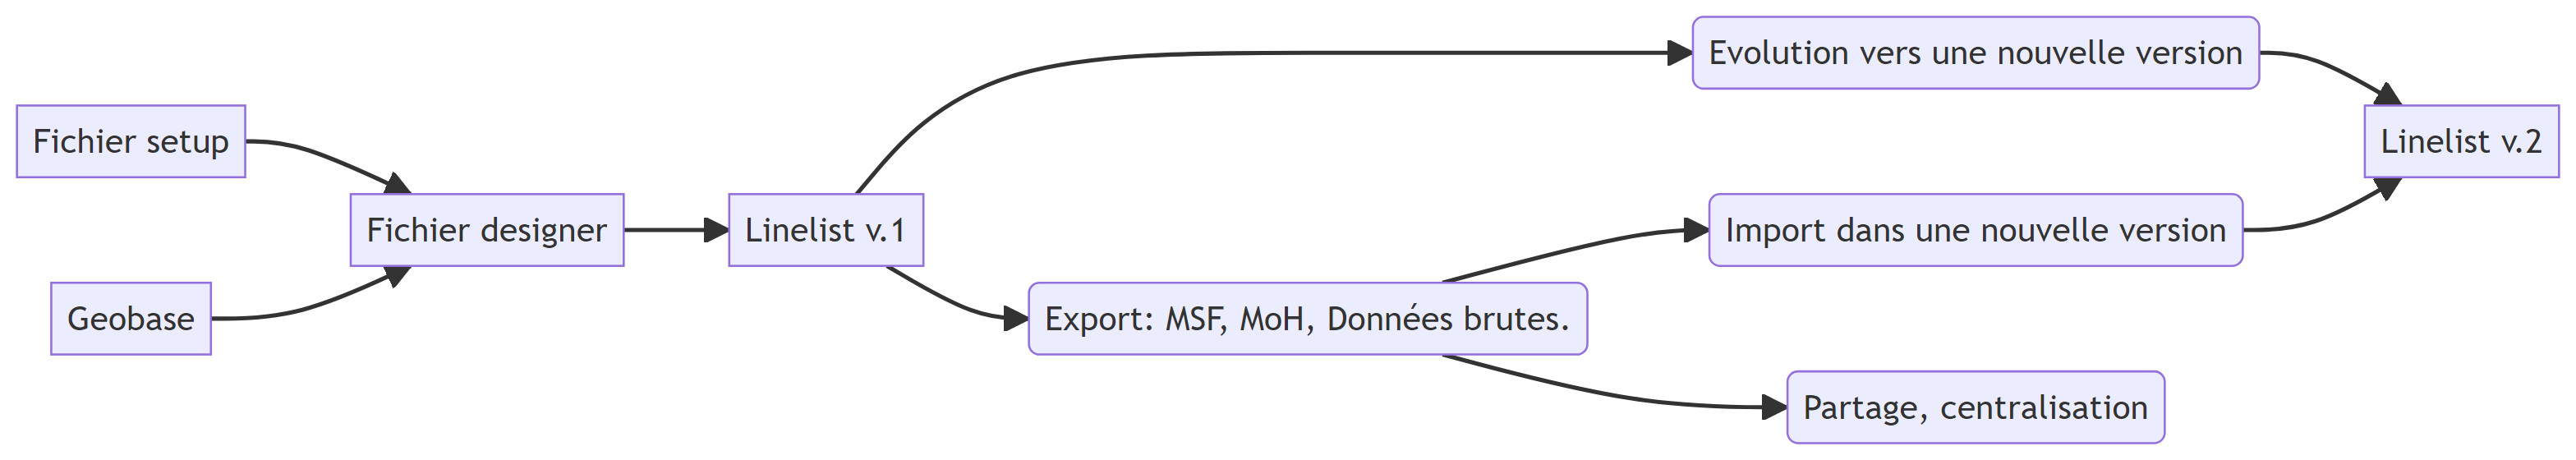 Fichier setup
Geobase
Fichier designer
Linelist v.1
Evolution vers une nouvelle version
Export: MSF, MoH, Données brutes.
Import dans une nouvelle version
Partage, centralisation
Linelist v.2